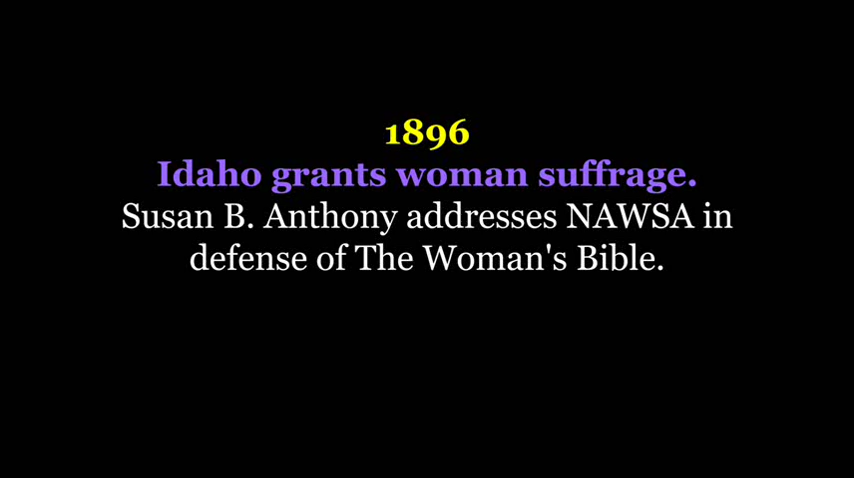 1896
Idaho grants woman suffrage.
Susan B. Anthony addresses NAWSA in
defense of The Woman's Bible.